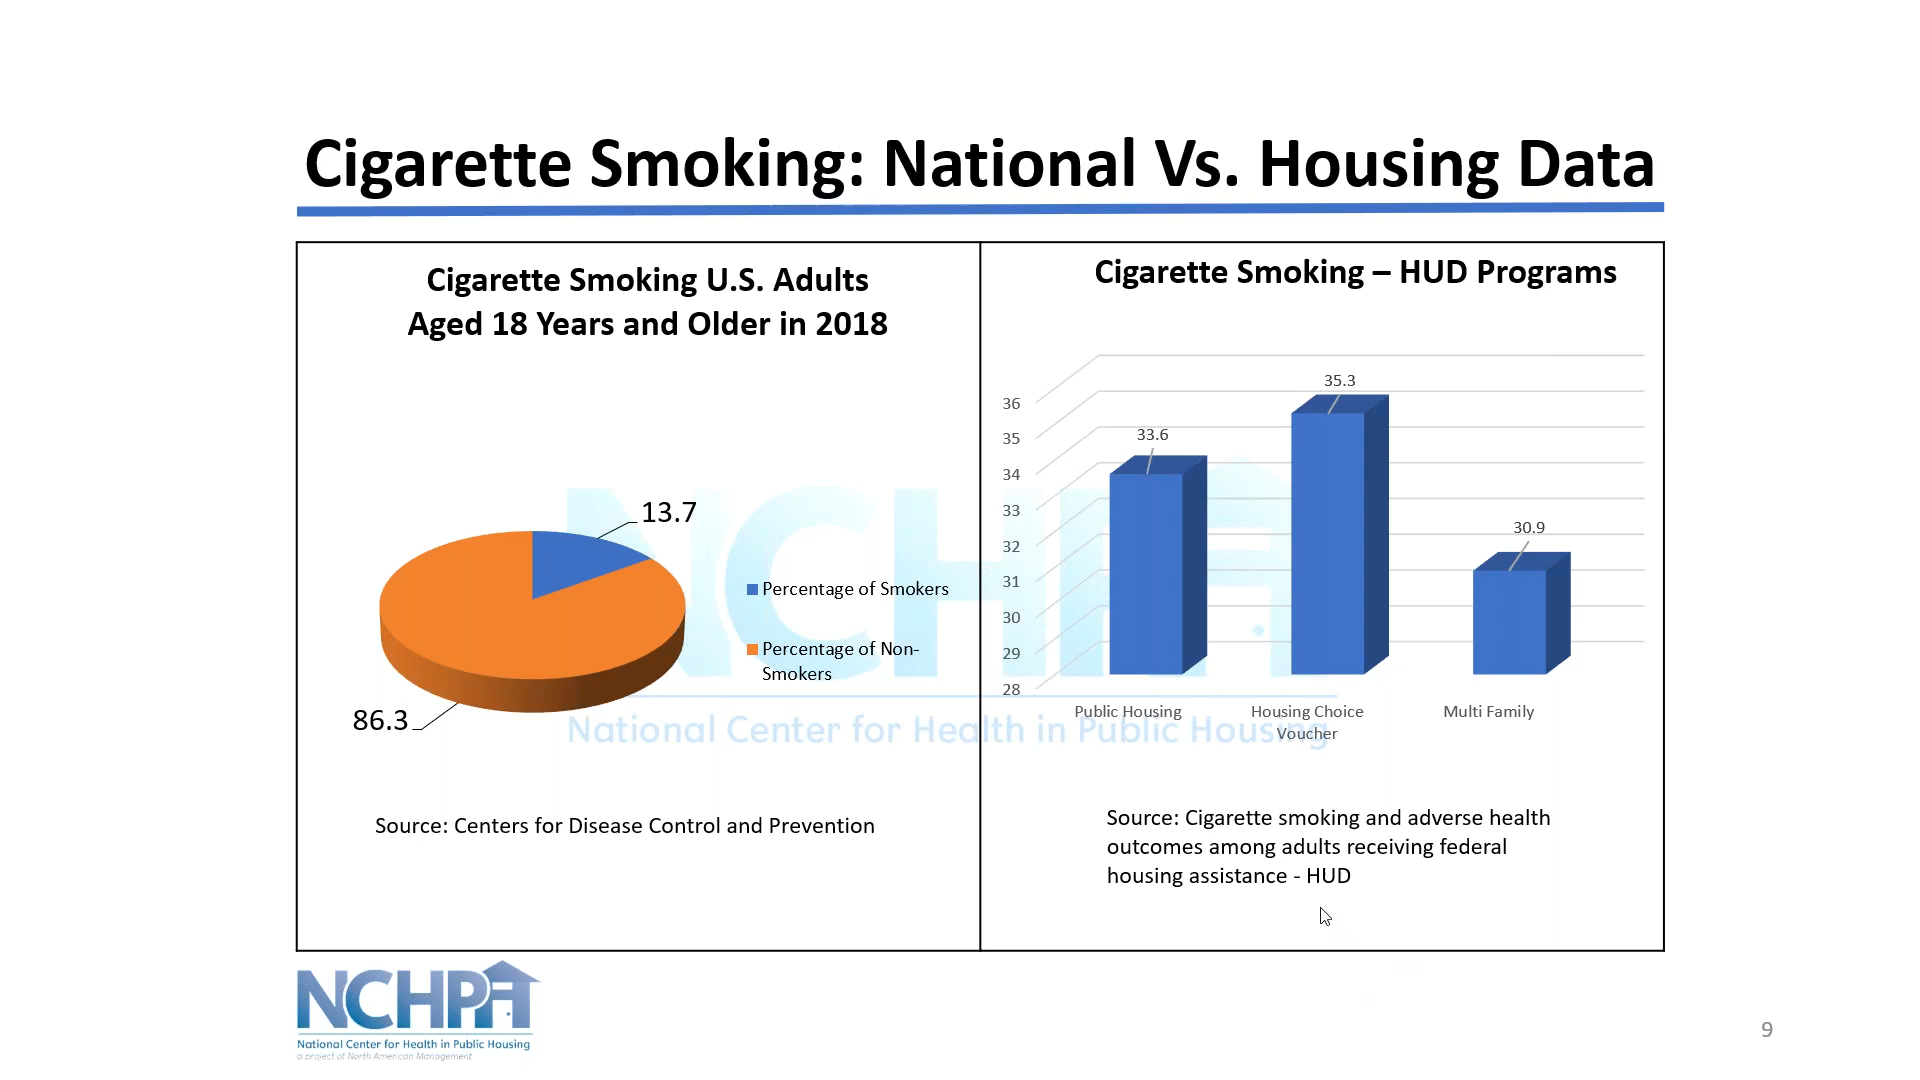 Cigarette Smoking: National Vs. Housing Data
Cigarette Smoking U.S. Adults
Aged 18 Years and Older in 2018
13.7
86.3
Percentage of Smokers
Percentage of Non-
Smokers
Source: Centers for Disease Control and Prevention
Cigarette Smoking – HUD Programs
36
35
34
33
32
31
30
29
28
33.6
35.3
30.9
Public Housing
Housing Choice
Voucher
Multi Family
Source: Cigarette smoking and adverse health
outcomes among adults receiving federal
housing assistance - HUD
NCHPH
National Center for Health in Public Housing
NCHPH
National Center for Health in Public Housing
a project of North American Management
9